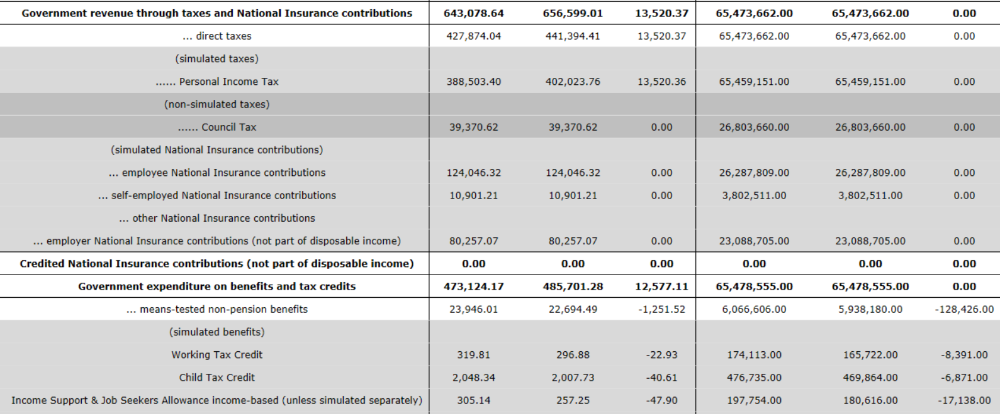 Government revenue through taxes and National Insurance contributions 643,078.64 656,599.01 13,520.37 65,473,662.00 65,473,662.00 0.00
... direct taxes 427,874.04 441,394.41 13,520.37 65,473,662.00 65,473,662.00 0.00
(simulated taxes)
...... Personal Income Tax 388,503.40 402,023.76 13,520.36 65,459,151.00 65,459,151.00 0.00
(non-simulated taxes)
...... Council Tax 39,370.62 39,370.62 0.00 26,803,660.00 26,803,660.00 0.00
(simulated National Insurance contributions)
... employee National Insurance contributions 124,046.32 124,046.32 0.00 26,287,809.00 26,287,809.00 0.00
... self-employed National Insurance contributions 10,901.21 10,901.21 0.00 3,802,511.00 3,802,511.00 0.00
... other National Insurance contributions
... employer National Insurance contributions (not part of disposable income) 80,257.07 80,257.07 0.00 23,088,705.00 23,088,705.00 0.00
Credited National Insurance contributions (not part of disposable income) 0.00 0.00 0.00 0.00 0.00 0.00
Government expenditure on benefits and tax credits 473,124.17 485,701.28 12,577.11 65,478,555.00 65,478,555.00 0.00
... means-tested non-pension benefits 23,946.01 22,694.49 -1,251.52 6,066,606.00 5,938,180.00 -128,426.00
(simulated benefits)
Working Tax Credit 319.81 296.88 -22.93 174,113.00 165,722.00 -8,391.00
Child Tax Credit 2,048.34 2,007.73 -40.61 476,735.00 469,864.00 -6,871.00
Income Support & Job Seekers Allowance income-based (unless simulated separately) 305.14 257.25 -47.90 197,754.00 180,616.00 -17,138.00